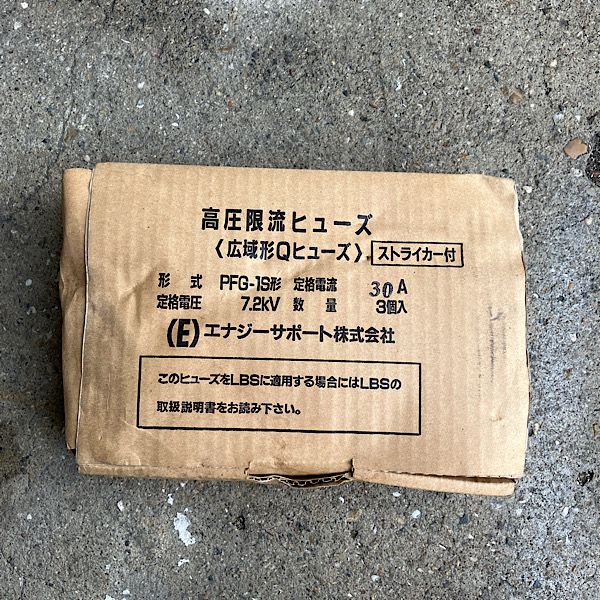 高圧限流ヒューズ
〈広域形Qヒューズ〉 ストライカー付
形式 PFG-1S形 定格電流 30A
定格電圧 7.2kV 数量 3個入
(E) エナジーサポート株式会社
このヒューズをLBSに適用する場合にはLBSの
取扱説明書をお読み下さい。